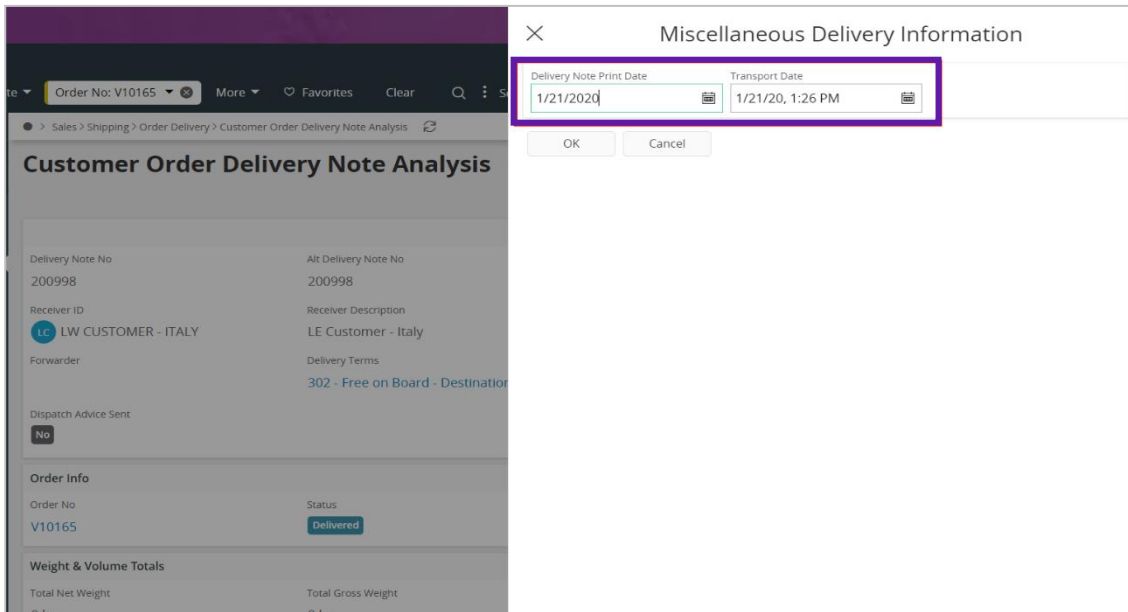 Miscellaneous Delivery Information
Delivery Note Print Date Transport Date
1/21/2020 1/21/20, 1:26 PM
OK Cancel
Order No: V10165 More Favorites Clear
Sales > Shipping > Order Delivery > Customer Order Delivery Note Analysis
Customer Order Delivery Note Analysis
Delivery Note No Alt Delivery Note No
200998 200998
Receiver ID Receiver Description
LC LW CUSTOMER - ITALY LE Customer - Italy
Forwarder Delivery Terms
302 - Free on Board - Destination
Dispatch Advice Sent
No
Order Info
Order No Status
V10165 Delivered
Weight & Volume Totals
Total Net Weight Total Gross Weight